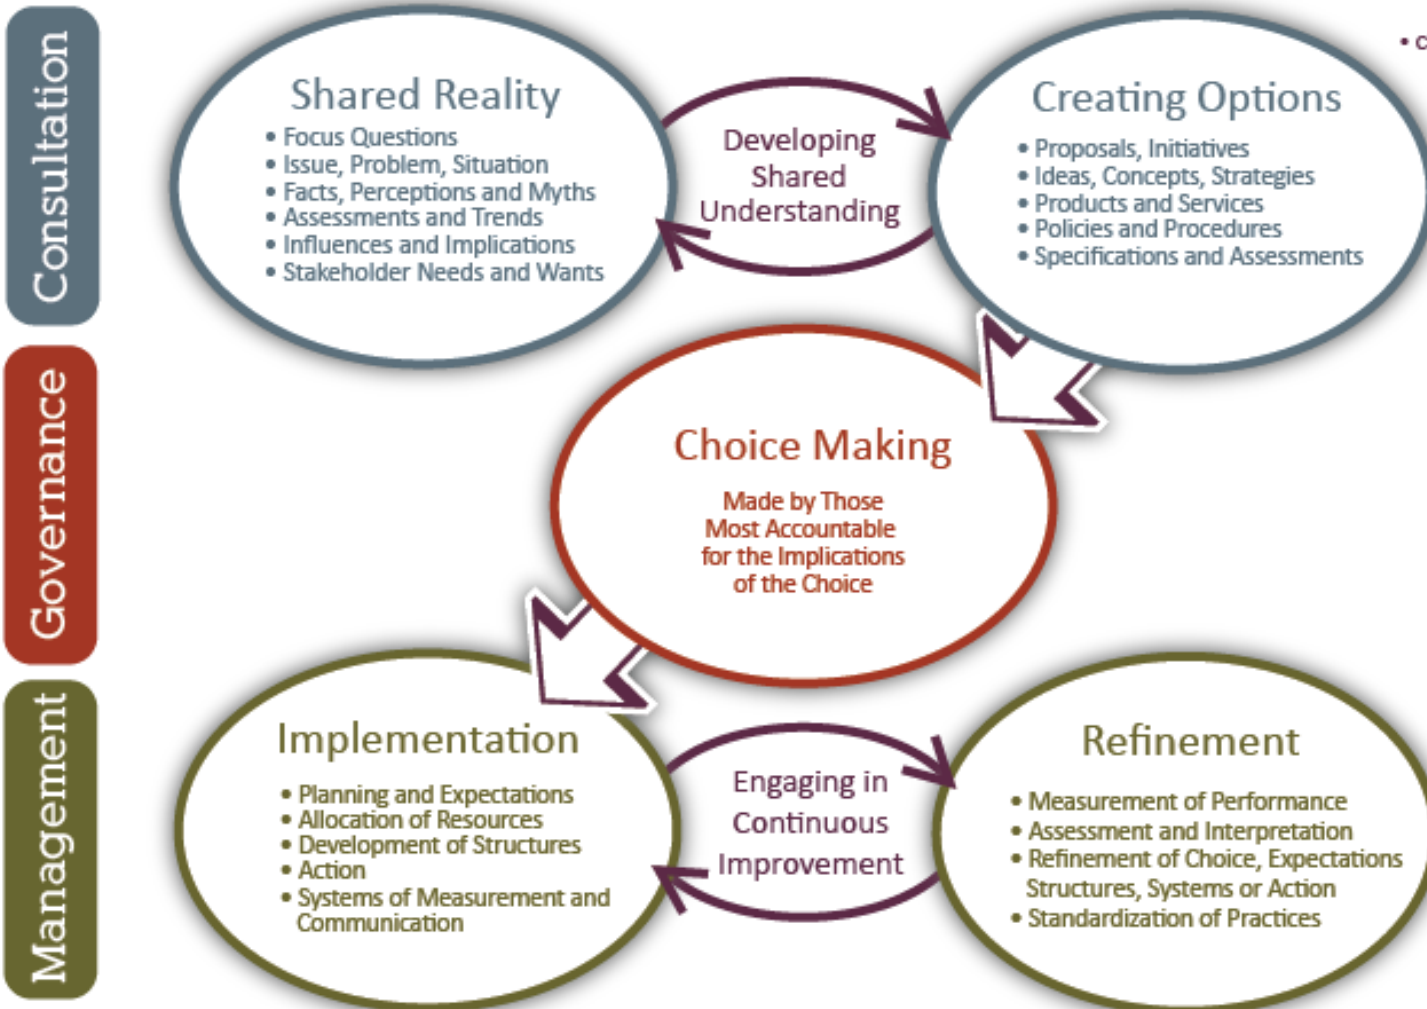 Consultation
Shared Reality
• Focus Questions
• Issue, Problem, Situation
• Facts, Perceptions and Myths
• Assessments and Trends
• Influences and Implications
• Stakeholder Needs and Wants
Developing
Shared
Understanding
Creating Options
• Proposals, Initiatives
• Ideas, Concepts, Strategies
• Products and Services
• Policies and Procedures
• Specifications and Assessments
Governance
Choice Making
Made by Those
Most Accountable
for the Implications
of the Choice
Management
Implementation
• Planning and Expectations
• Allocation of Resources
• Development of Structures
• Action
• Systems of Measurement and
Communication
Engaging in
Continuous
Improvement
Refinement
• Measurement of Performance
• Assessment and Interpretation
• Refinement of Choice, Expectations
Structures, Systems or Action
• Standardization of Practices